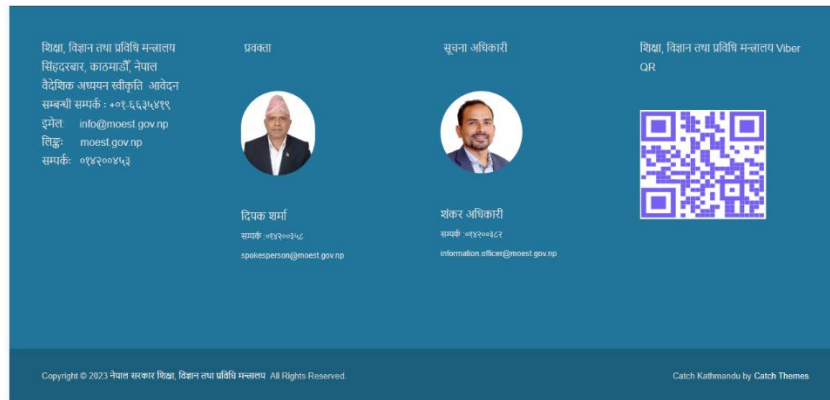 शिक्षा, विज्ञान तथा प्रविधि मन्त्रालय
सिंहदरबार, काठमाडौँ, नेपाल
वैदेशिक अध्ययन स्वीकृति आवेदन
सम्बन्धी सम्पर्क : +०१-६६३५४१९
इमेल: info@moest.gov.np
लिङ्कः moest.gov.np
सम्पर्कः ०१४२००४५३
प्रवक्ता
दिपक शर्मा
सम्पर्क :०१४२००३५८
spokesperson@moest.gov.np
सूचना अधिकारी
शंकर अधिकारी
सम्पर्क :०१४२००३८२
information.officer@moest.gov.np
शिक्षा, विज्ञान तथा प्रविधि मन्त्रालय Viber
QR
Copyright © 2023 नेपाल सरकार शिक्षा, विज्ञान तथा प्रविधि मन्त्रालय All Rights Reserved.
Catch Kathmandu by Catch Themes